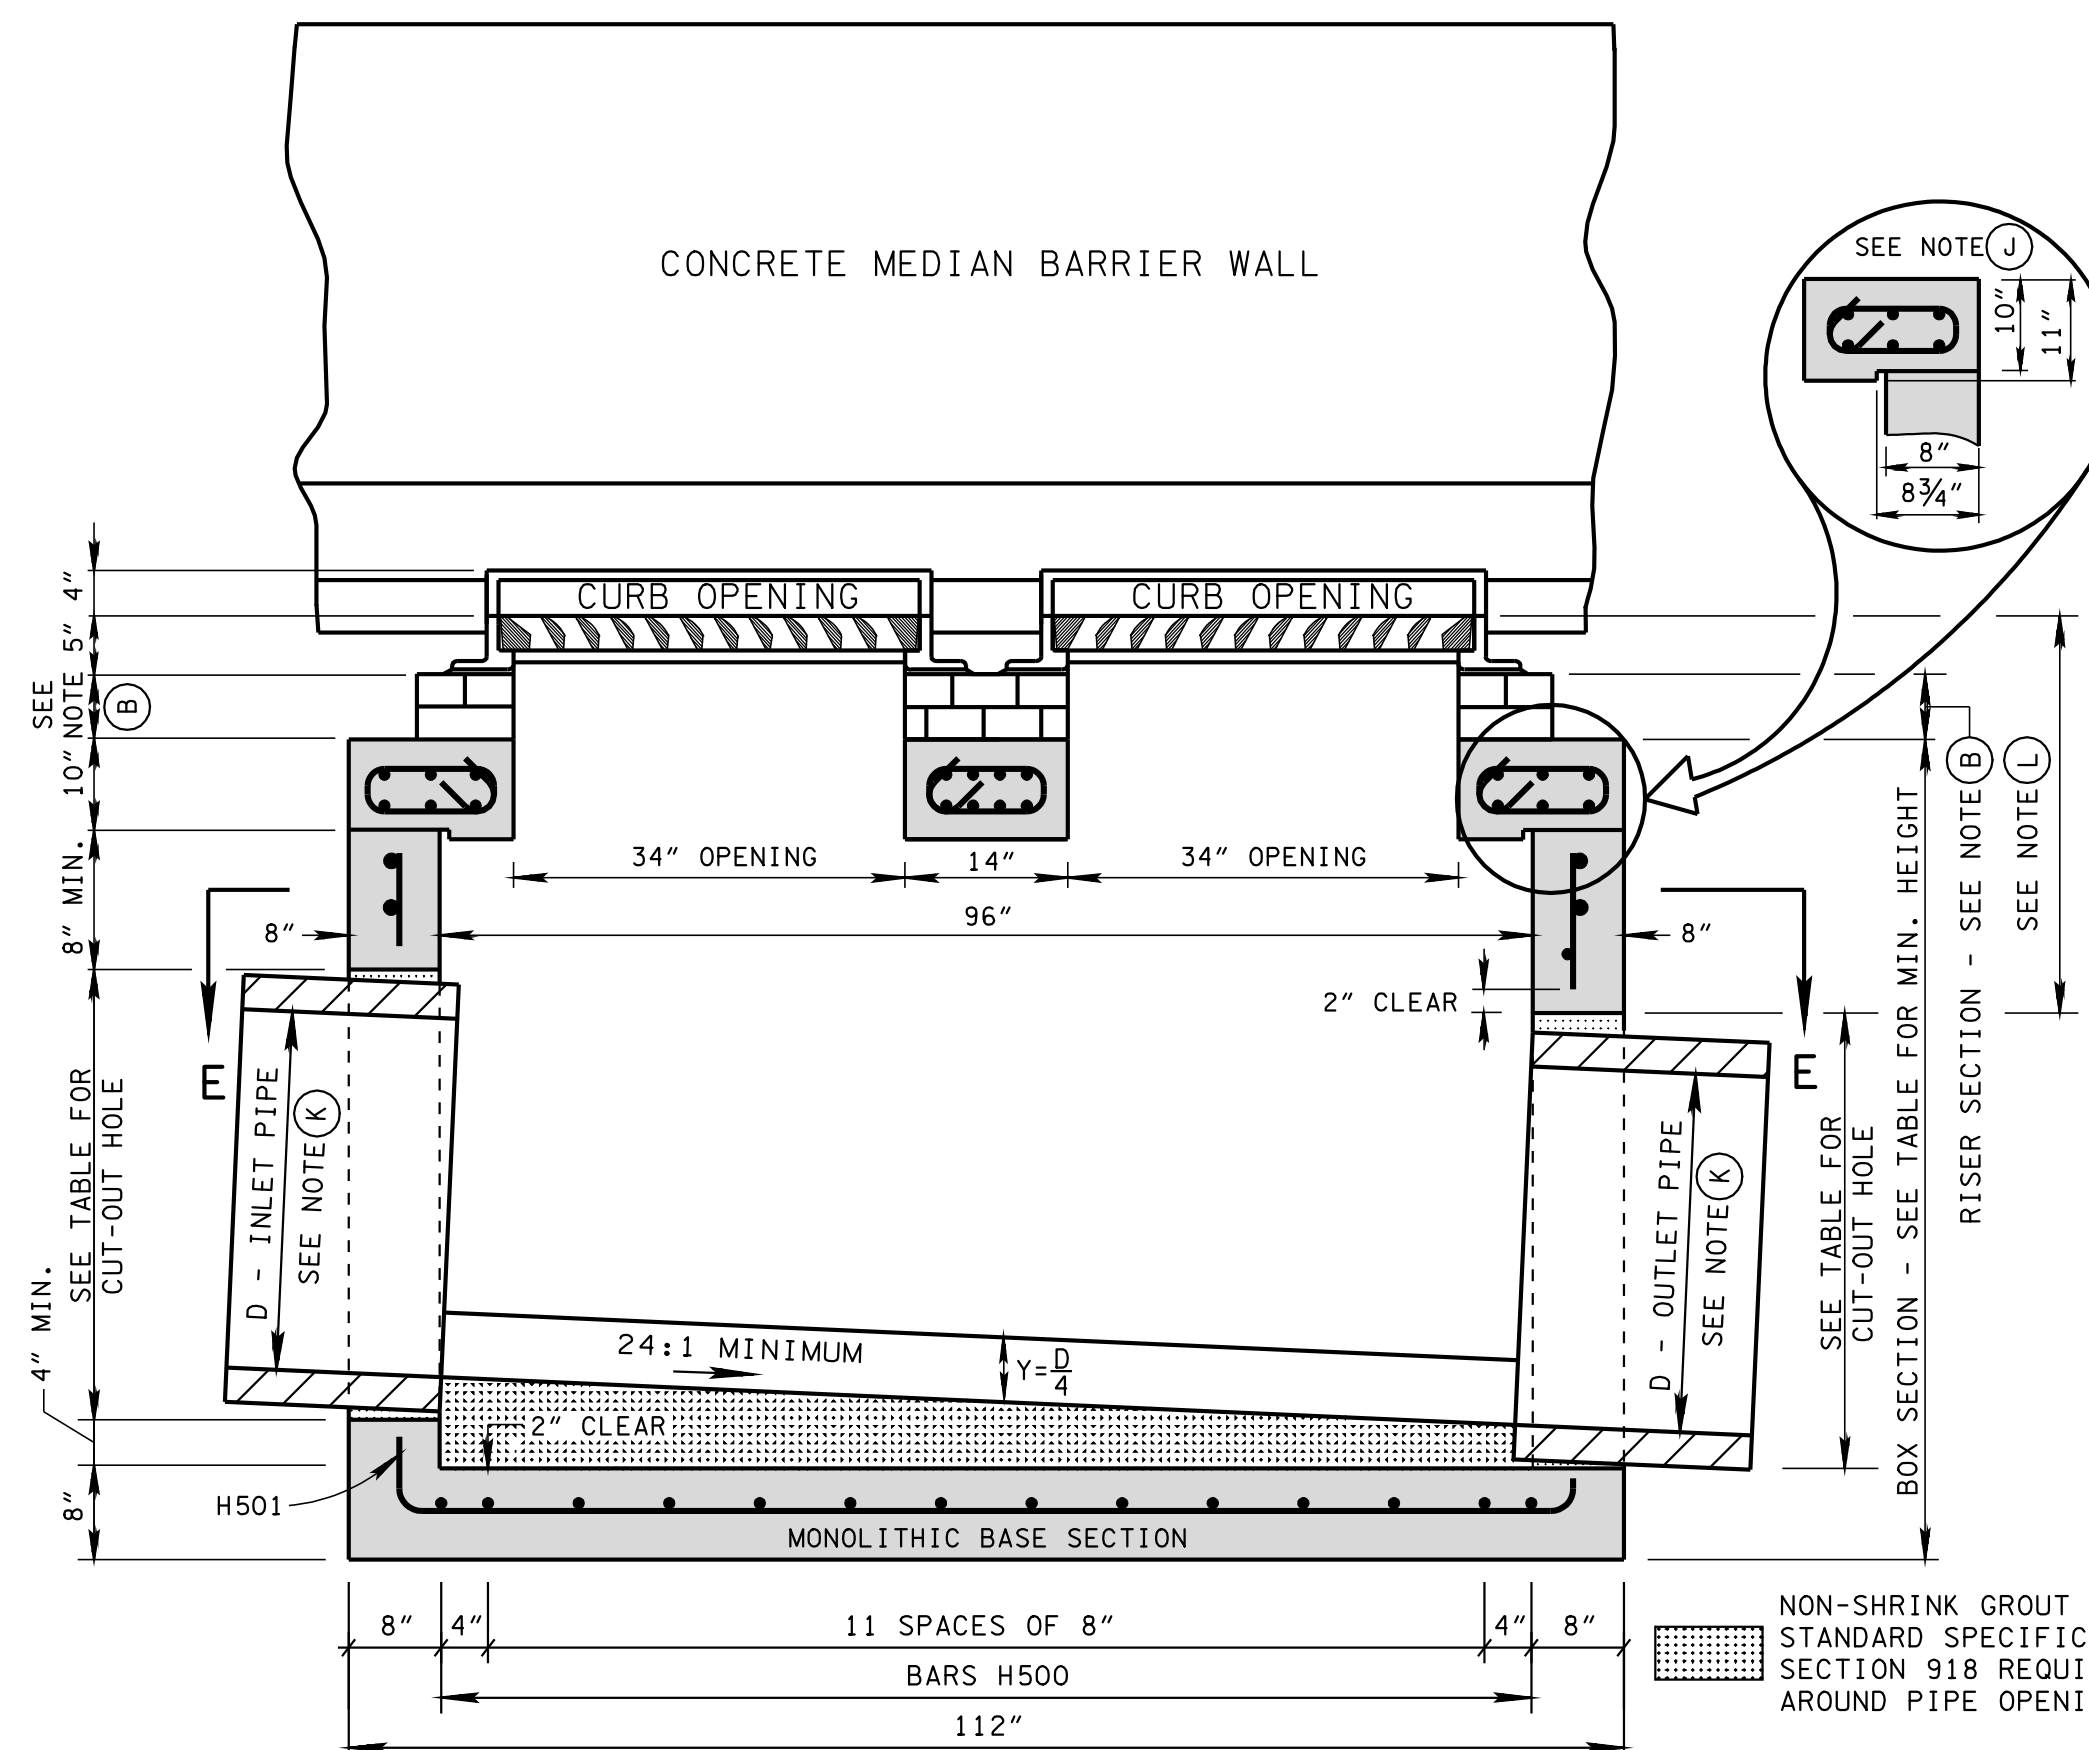 CONCRETE MEDIAN BARRIER WALL
SEE NOTE J
10"
11"
8"
8¾"
CURB OPENING
CURB OPENING
4"
5"
SEE
NOTE B
10"
8" MIN.
SEE TABLE FOR
CUT-OUT HOLE
4" MIN.
8"
34" OPENING
14"
34" OPENING
96"
8"
8"
2" CLEAR
E
E
D - INLET PIPE
SEE NOTE K
D - OUTLET PIPE
SEE NOTE K
SEE TABLE FOR
CUT-OUT HOLE
BOX SECTION - SEE TABLE FOR MIN. HEIGHT
RISER SECTION - SEE NOTE B
SEE NOTE L
24:1 MINIMUM
Y=D/4
2" CLEAR
H501
MONOLITHIC BASE SECTION
8"
4"
11 SPACES OF 8"
4"
8"
BARS H500
112"
NON-SHRINK GROUT
STANDARD SPECIFIC
SECTION 918 REQUI
AROUND PIPE OPENI